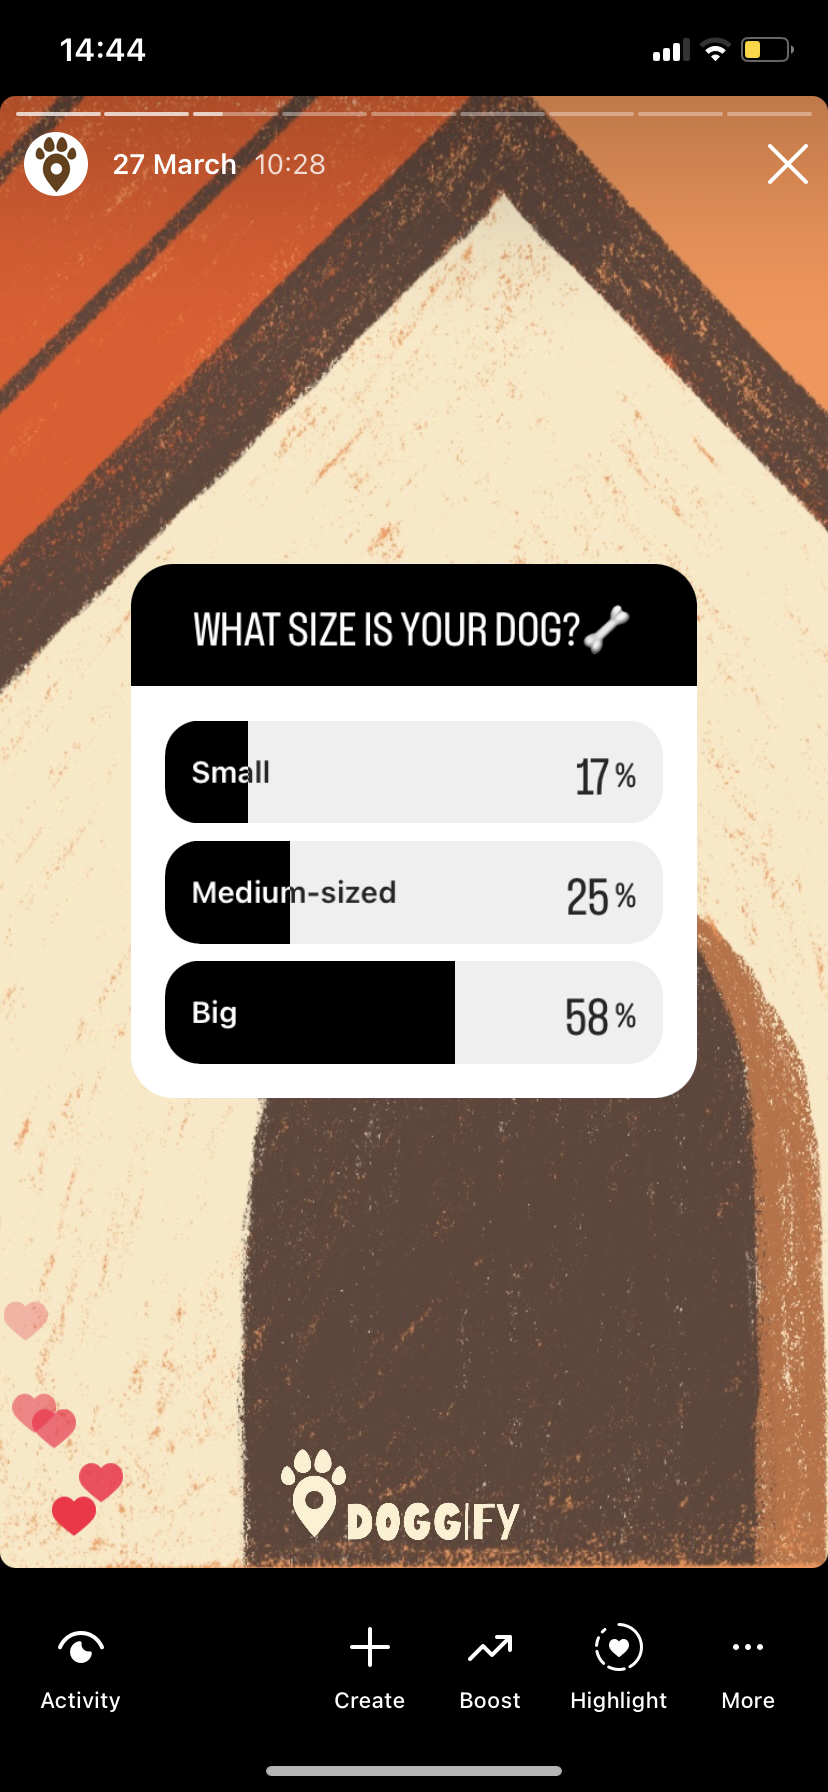 14:44
27 March 10:28
WHAT SIZE IS YOUR DOG?🦴
Small 17%
Medium-sized 25%
Big 58%
DOGGIFY
Activity Create Boost Highlight More